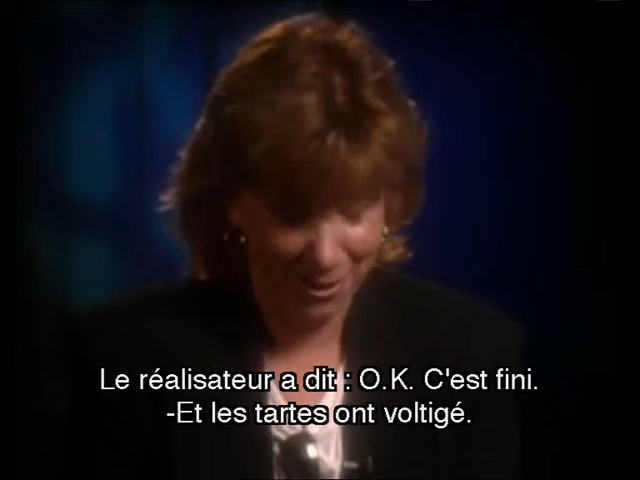 Le réalisateur a dit : O.K. C'est fini.
-Et les tartes ont voltigé.